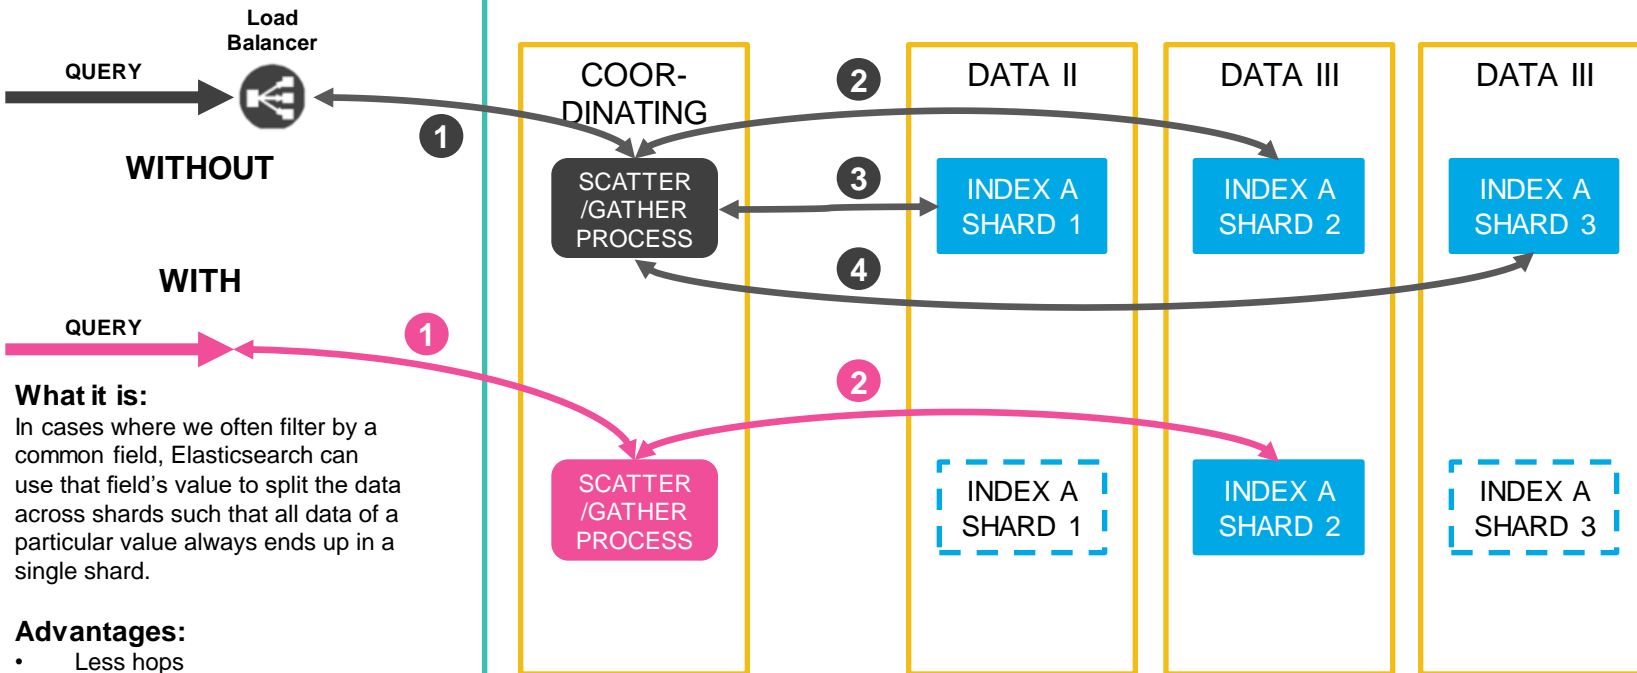 Load
Balancer
QUERY
WITHOUT
1
COOR-
DINATING
SCATTER
/GATHER
PROCESS
2
3
4
DATA II
INDEX A
SHARD 1
DATA III
INDEX A
SHARD 2
DATA III
INDEX A
SHARD 3
WITH
QUERY
1
2
SCATTER
/GATHER
PROCESS
INDEX A
SHARD 1
INDEX A
SHARD 2
INDEX A
SHARD 3
What it is:
In cases where we often filter by a
common field, Elasticsearch can
use that field’s value to split the data
across shards such that all data of a
particular value always ends up in a
single shard.
Advantages:
• Less hops